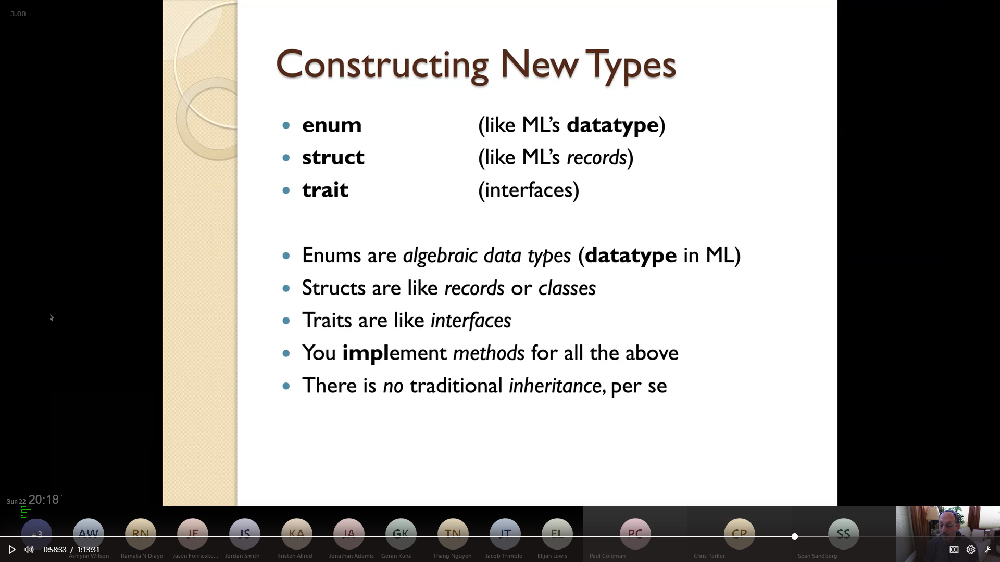 3.00
Constructing New Types
• enum (like ML’s datatype)
• struct (like ML’s records)
• trait (interfaces)
• Enums are algebraic data types (datatype in ML)
• Structs are like records or classes
• Traits are like interfaces
• You implement methods for all the above
• There is no traditional inheritance, per se
Sun 22 20:18 °
+3 AW RN JF JS KA JA GK TN JT EL PC CP SS
0:58:33 / 1:13:31
Ashlynn Wilson Ramata N'Diaye Jasen Fonnesbe... Jordan Smith Kristen Allred Jonathan Adamic Geran Kunz Thang Nguyen Jacob Trimble Elijah Lewis Paul Coleman Chris Parker Sean Sandberg
CC